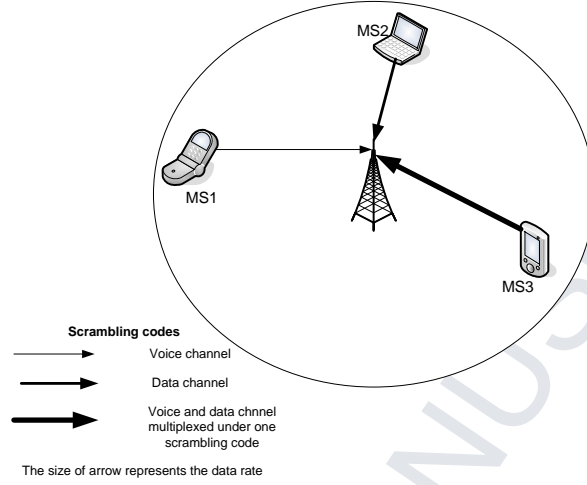 MS2
MS1
MS3
Scrambling codes
Voice channel
Data channel
Voice and data chnnel
multiplexed under one
scrambling code
The size of arrow represents the data rate
NUS